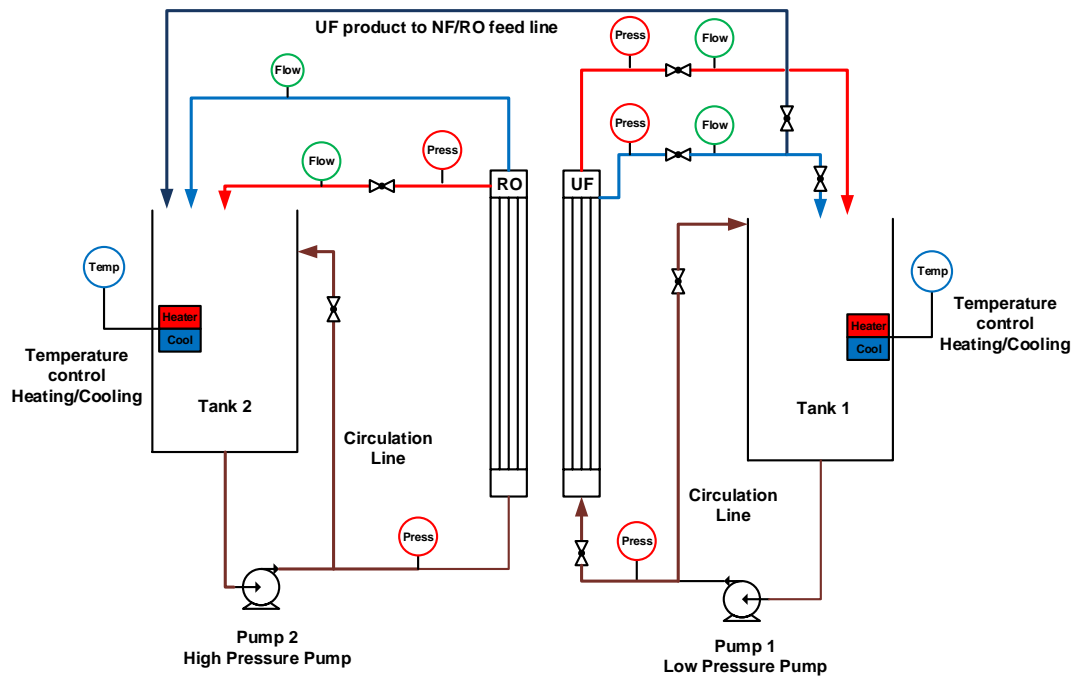 UF product to NF/RO feed line
Press
Flow
Flow
Press
Flow
Flow
Press
RO
UF
Temp
Heater
Cool
Temperature
control
Heating/Cooling
Tank 2
Circulation
Line
Press
Pump 2
High Pressure Pump
Temp
Heater
Cool
Temperature
control
Heating/Cooling
Tank 1
Circulation
Line
Press
Pump 1
Low Pressure Pump